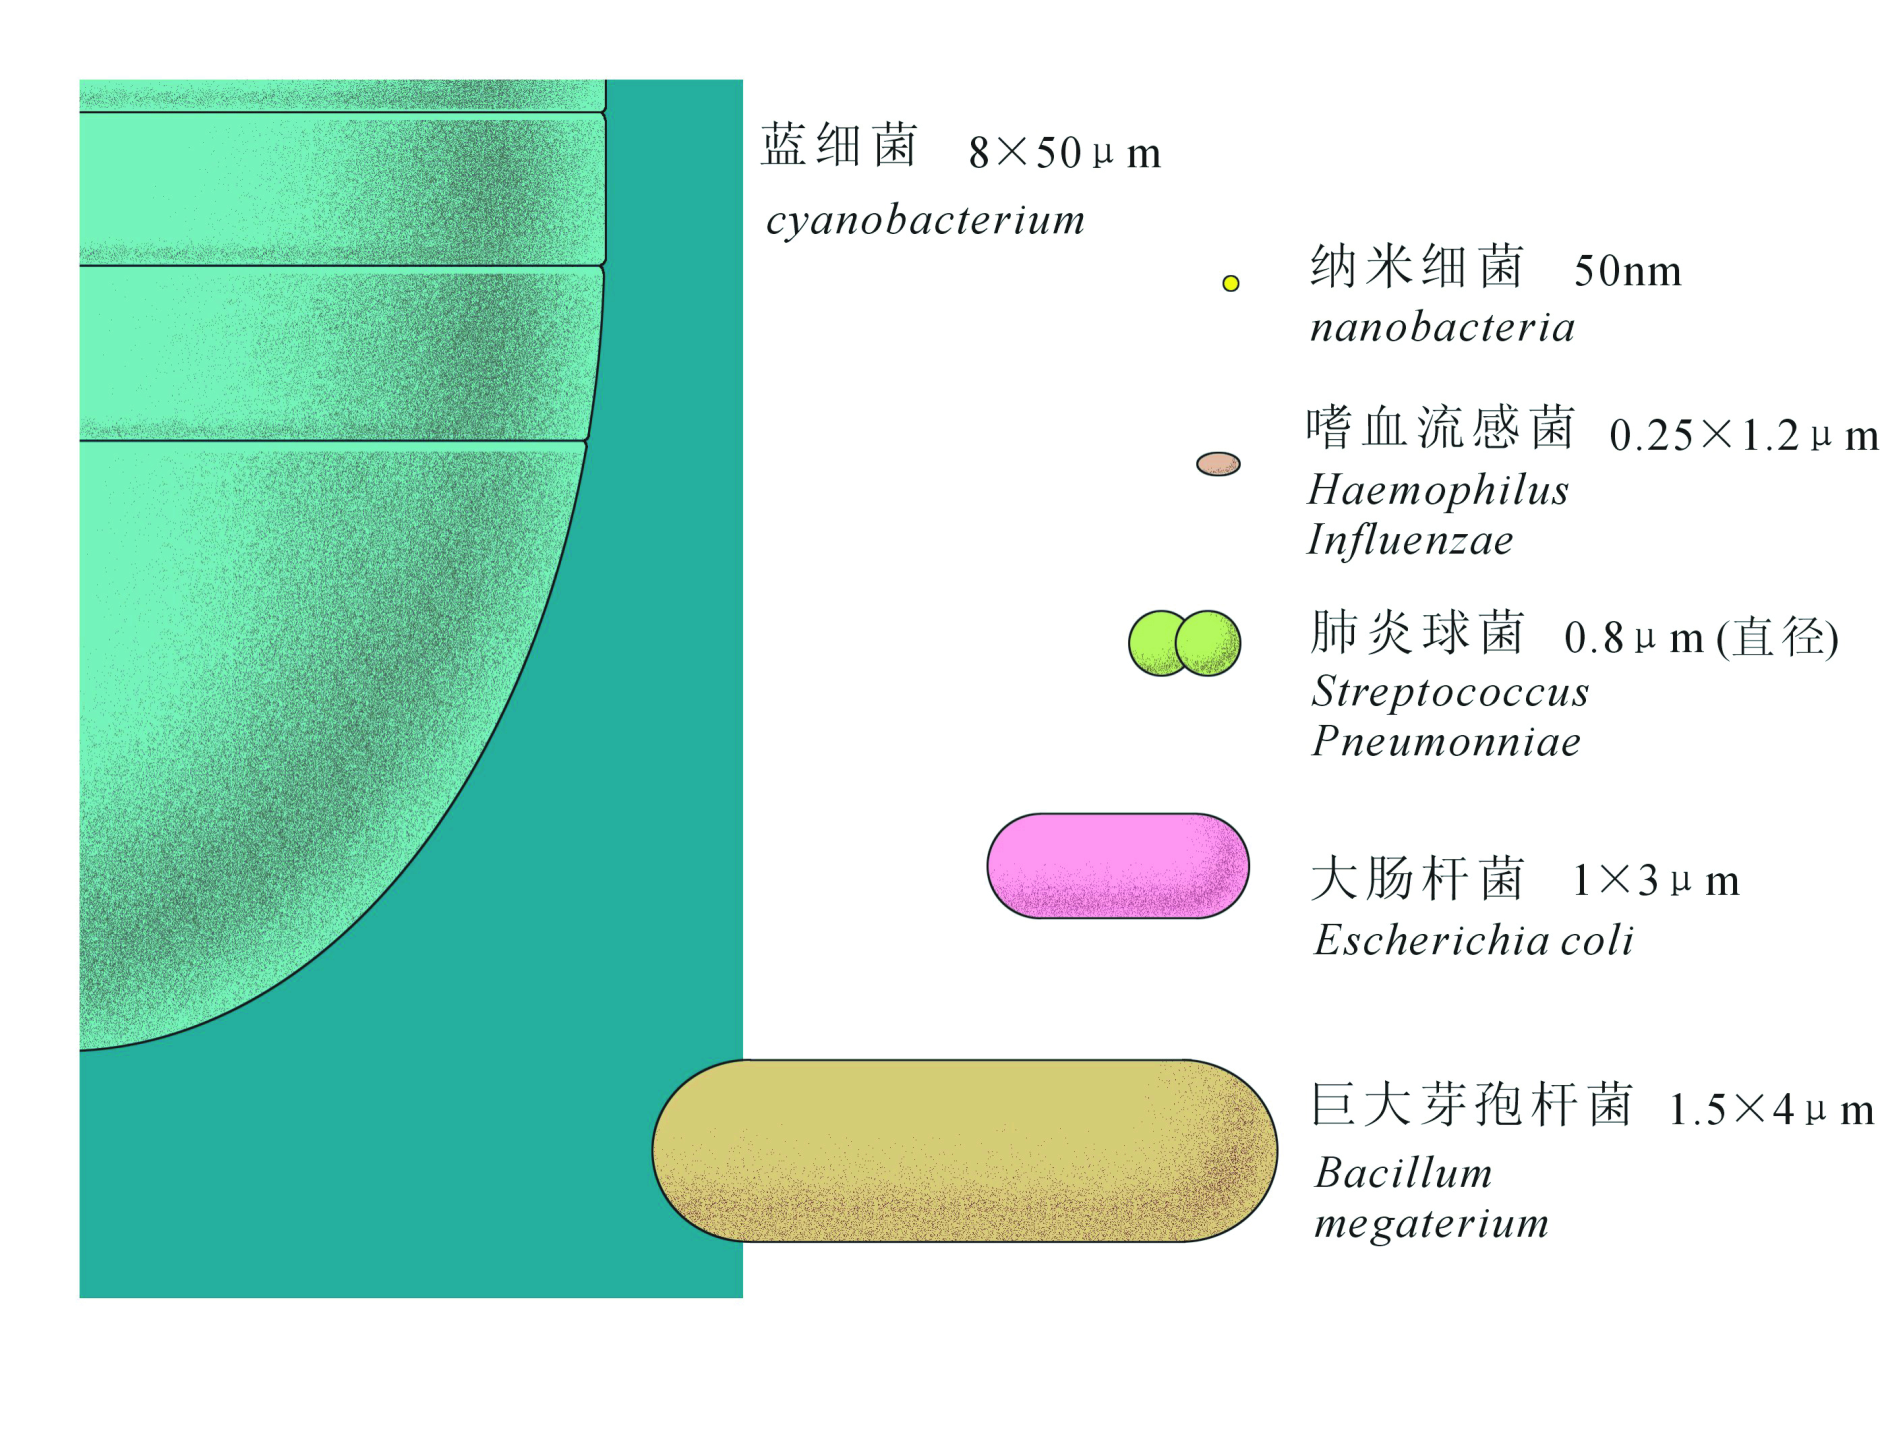 蓝细菌 8×50μm
cyanobacterium
纳米细菌 50nm
nanobacteria
嗜血流感菌 0.25×1.2μm
Haemophilus
Influenzae
肺炎球菌 0.8μm(直径)
Streptococcus
Pneumonniae
大肠杆菌 1×3μm
Escherichia coli
巨大芽孢杆菌 1.5×4μm
Bacillum
megaterium